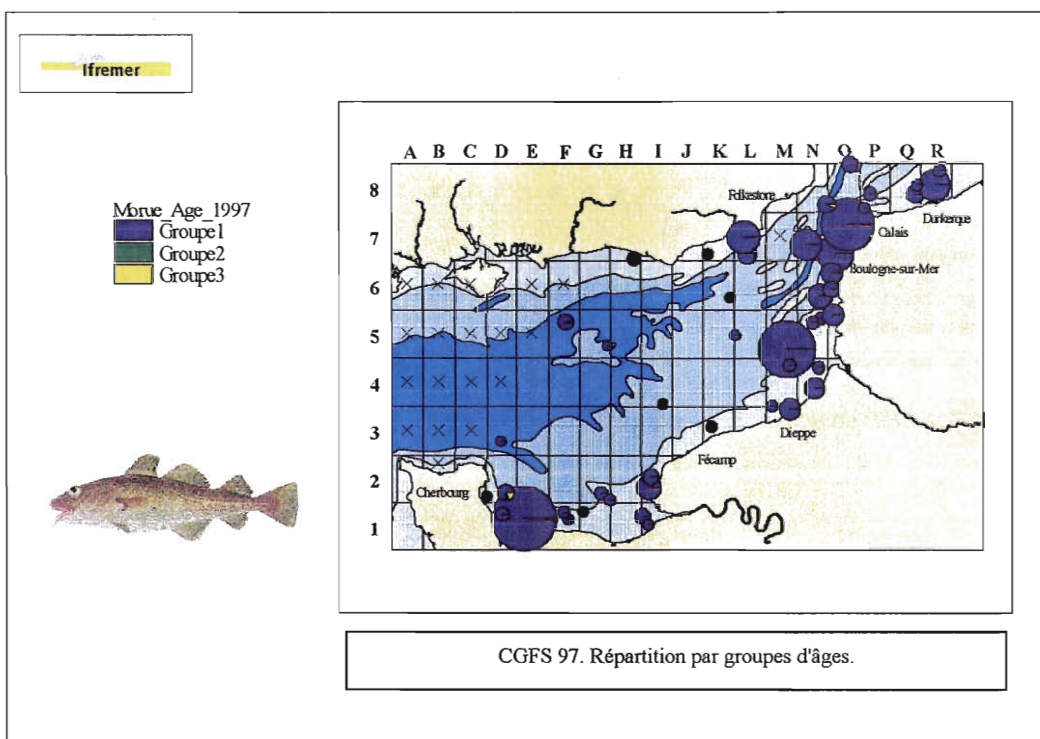 Ifremer
A B C D E F G H I J K L M N O P Q R
Morue_Age_1997
Groupe1
Groupe2
Groupe3
8
7
6
5
4
3
2
1
Folkestone
Dunkerque
Calais
Boulogne-sur-Mer
Dieppe
Fécamp
Cherbourg
CGFS 97. Répartition par groupes d'âges.